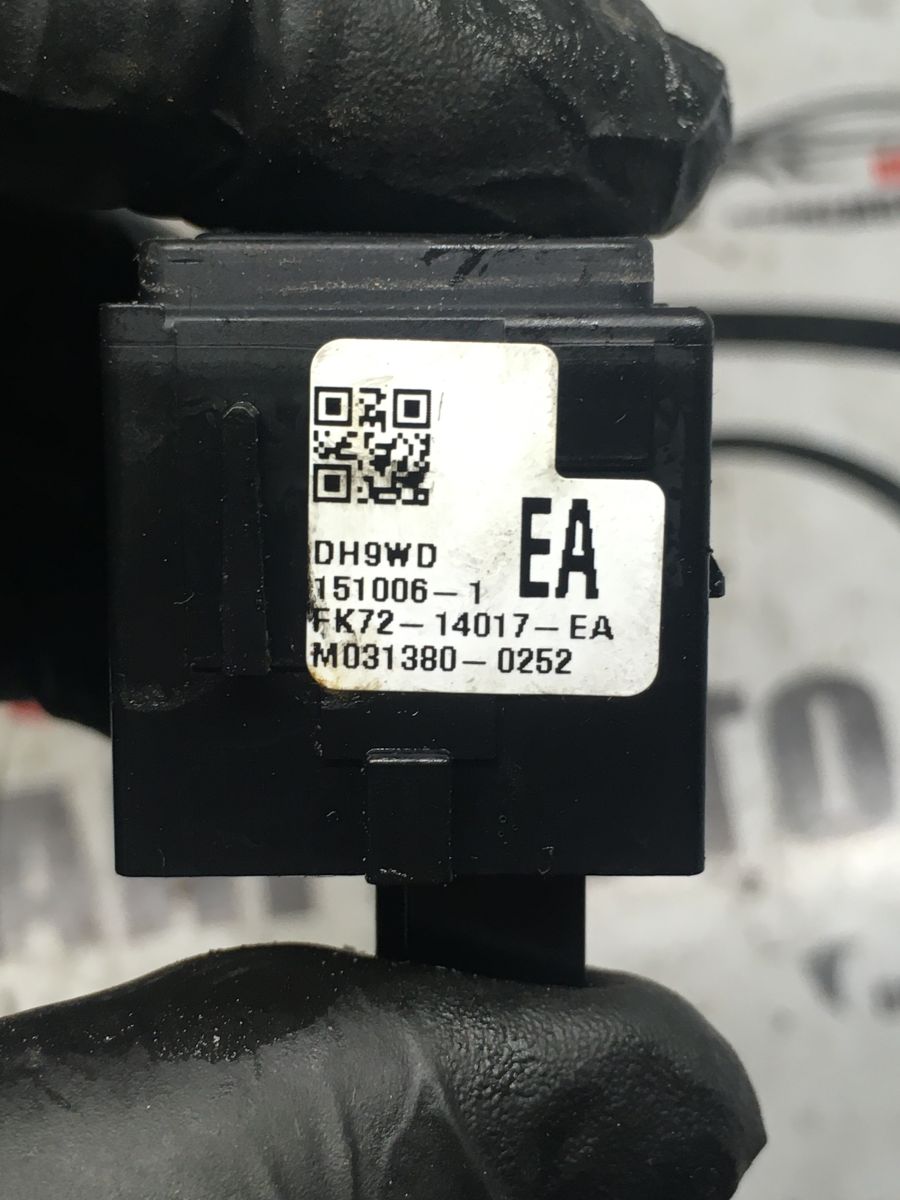 EA
DH9WD
151006-1
FK72-14017-EA
M031380-0252